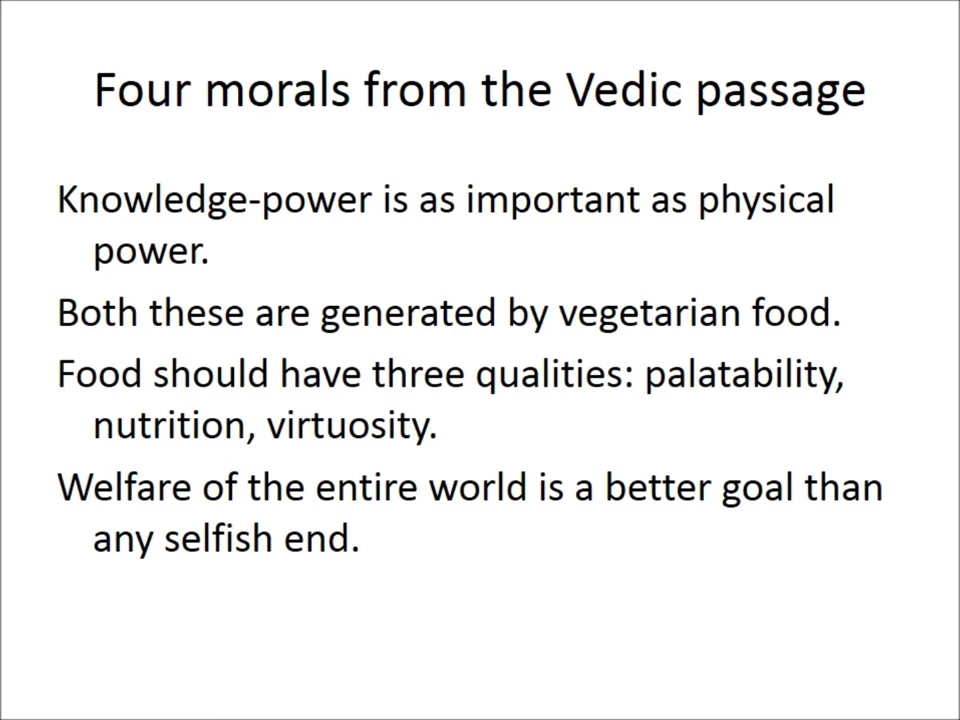 Four morals from the Vedic passage
Knowledge-power is as important as physical
power.
Both these are generated by vegetarian food.
Food should have three qualities: palatability,
nutrition, virtuosity.
Welfare of the entire world is a better goal than
any selfish end.